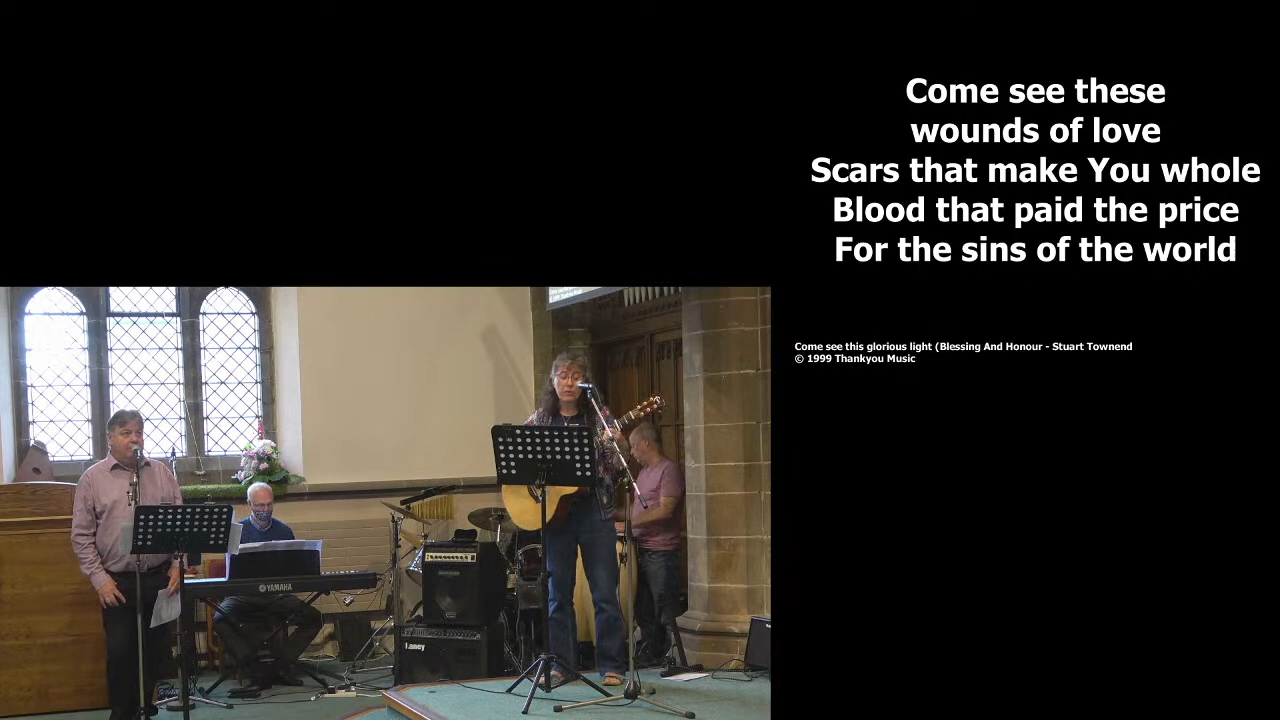 Come see these
wounds of love
Scars that make You whole
Blood that paid the price
For the sins of the world
Come see this glorious light (Blessing And Honour - Stuart Townend
© 1999 Thankyou Music
YAMAHA
Laney